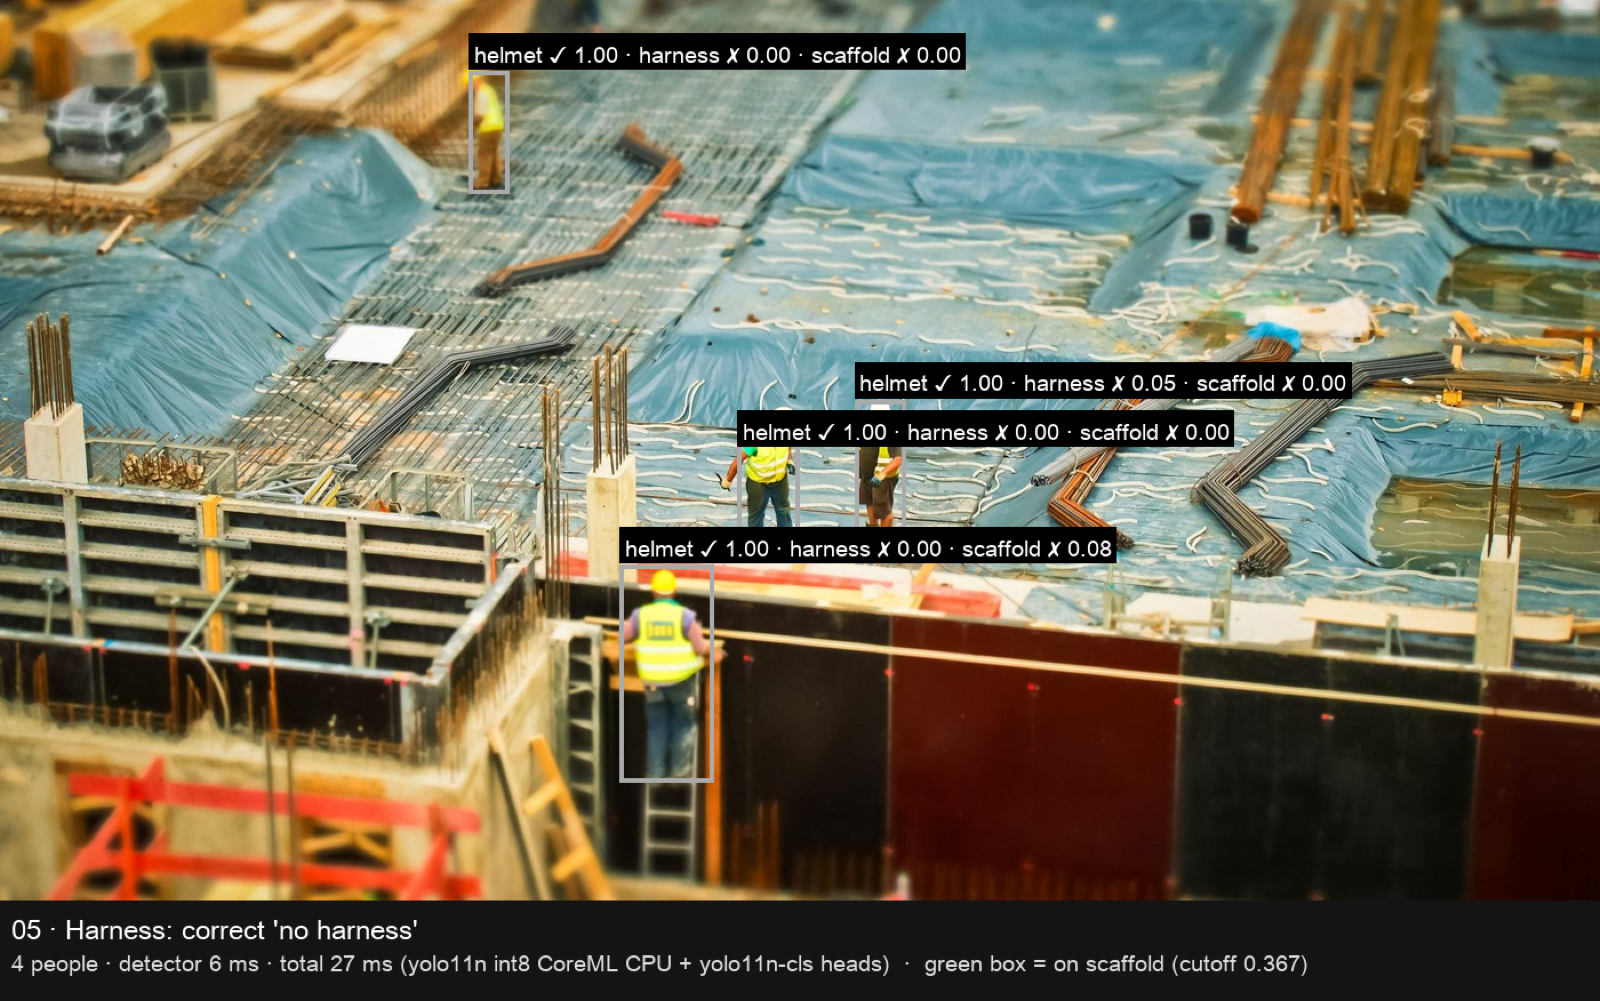 helmet ✓ 1.00 · harness ✗ 0.00 · scaffold ✗ 0.00
helmet ✓ 1.00 · harness ✗ 0.05 · scaffold ✗ 0.00
helmet ✓ 1.00 · harness ✗ 0.00 · scaffold ✗ 0.00
helmet ✓ 1.00 · harness ✗ 0.00 · scaffold ✗ 0.08
05 · Harness: correct 'no harness'
4 people · detector 6 ms · total 27 ms (yolo11n int8 CoreML CPU + yolo11n-cls heads) · green box = on scaffold (cutoff 0.367)